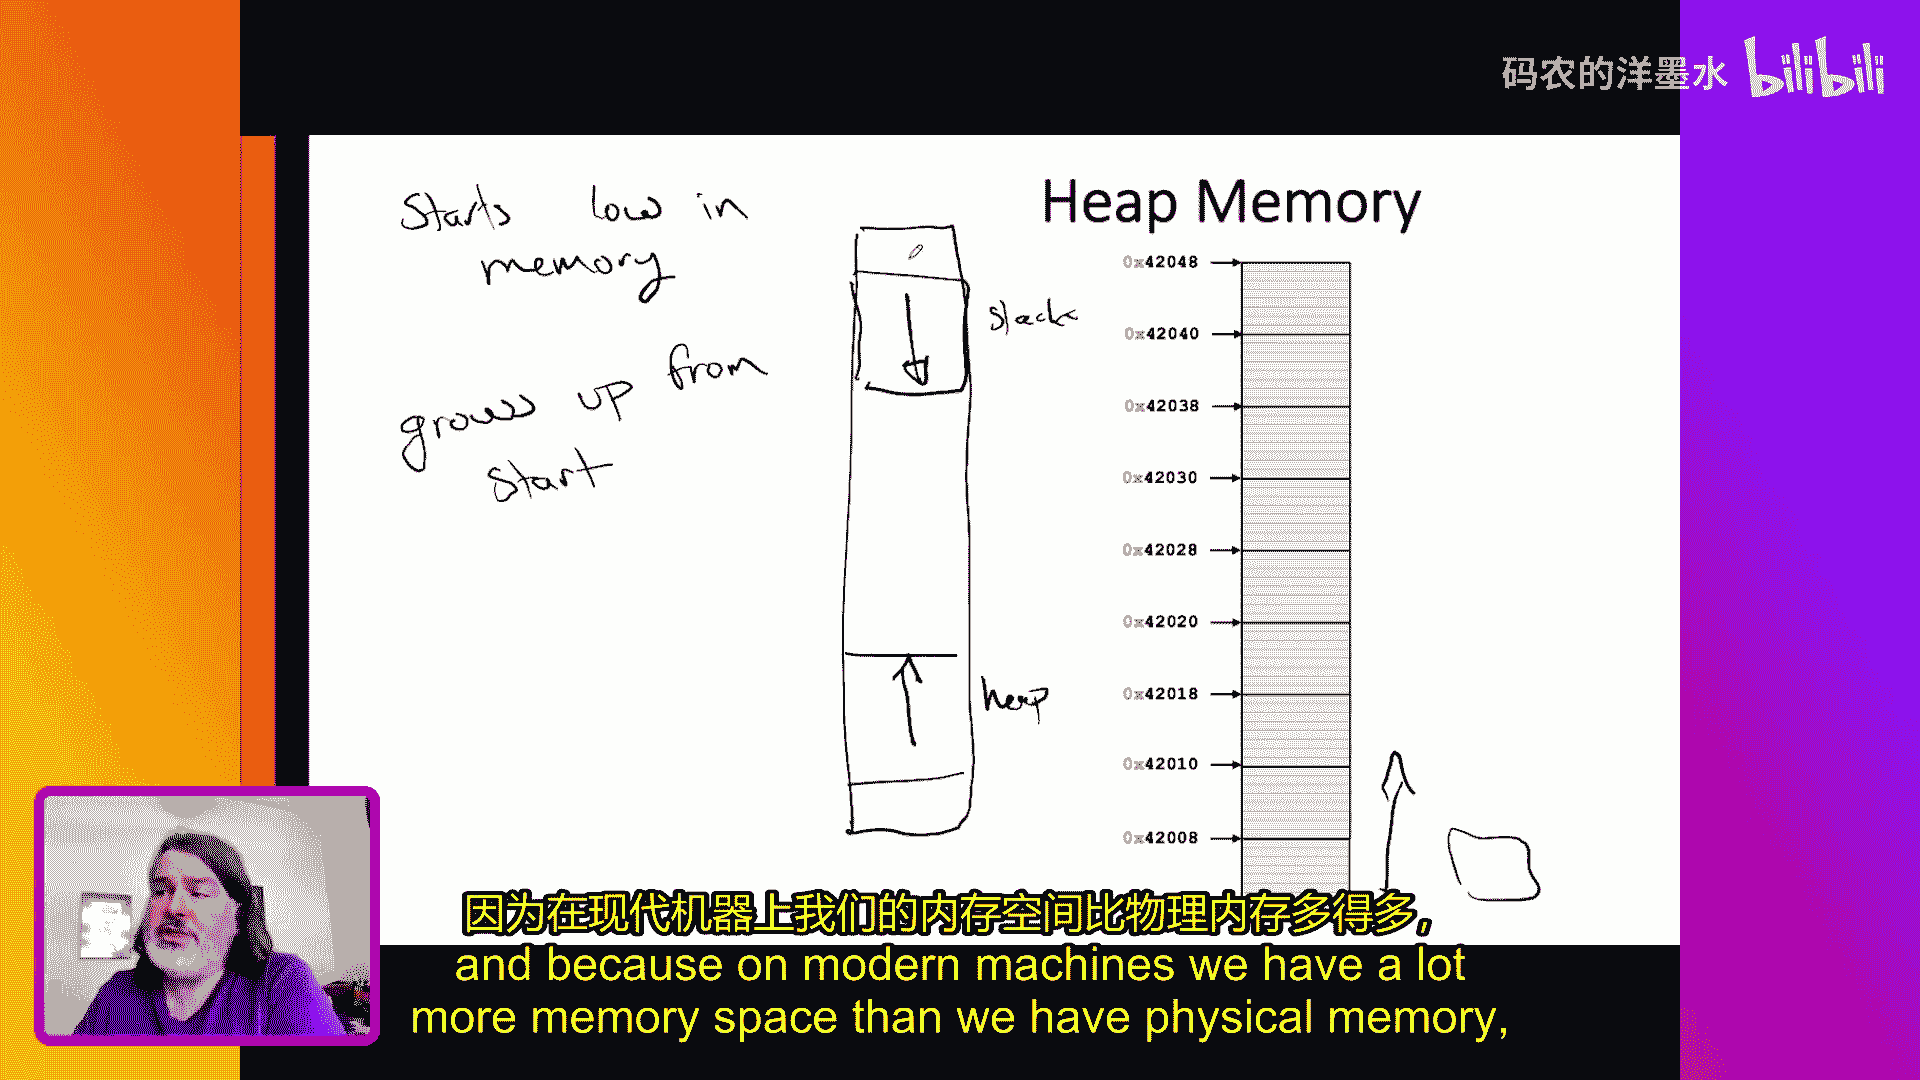 码农的洋墨水 bilibili
Starts low in
memory
grows up from
start
stack
heap
Heap Memory
0x42048
0x42040
0x42038
0x42030
0x42028
0x42020
0x42018
0x42010
0x42008
因为在现代机器上我们的内存空间比物理内存多得多，
and because on modern machines we have a lot
more memory space than we have physical memory,